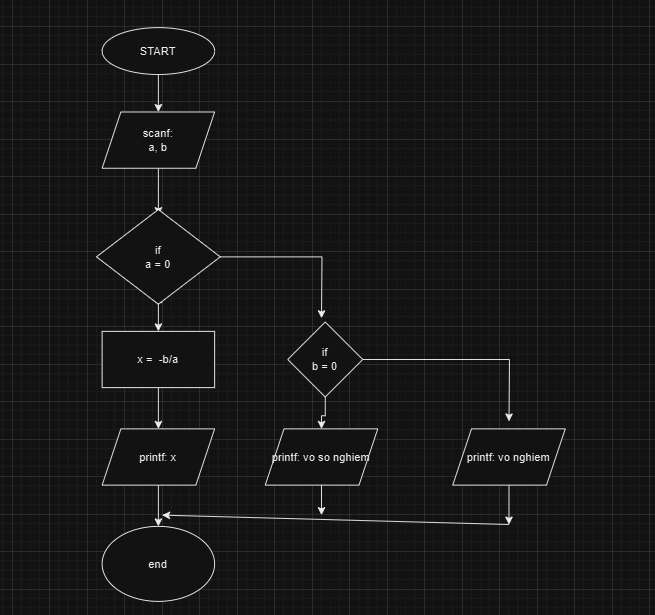 START
scanf:
a, b
if
a = 0
x = -b/a
if
b = 0
printf: x
printf: vo so nghiem
printf: vo nghiem
end